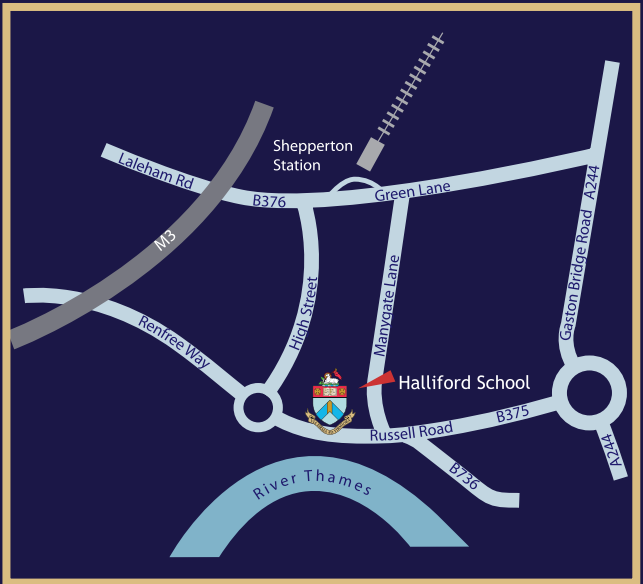 Shepperton
Station
Laleham Rd
B376
Green Lane
A244
Gaston Bridge Road
M3
High Street
Manygate Lane
Renfree Way
Halliford School
B375
Russell Road
A244
B736
River Thames